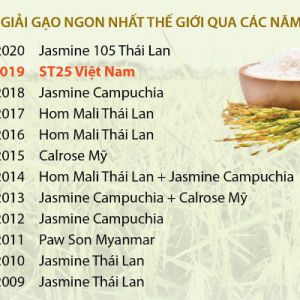 GIẢI GẠO NGON NHẤT THẾ GIỚI QUA CÁC NĂM
2020 Jasmine 105 Thái Lan
2019 ST25 Việt Nam
2018 Jasmine Campuchia
2017 Hom Mali Thái Lan
2016 Hom Mali Thái Lan
2015 Calrose Mỹ
2014 Hom Mali Thái Lan + Jasmine Campuchia
2013 Jasmine Campuchia + Calrose Mỹ
2012 Jasmine Campuchia
2011 Paw Son Myanmar
2010 Jasmine Thái Lan
2009 Jasmine Thái Lan